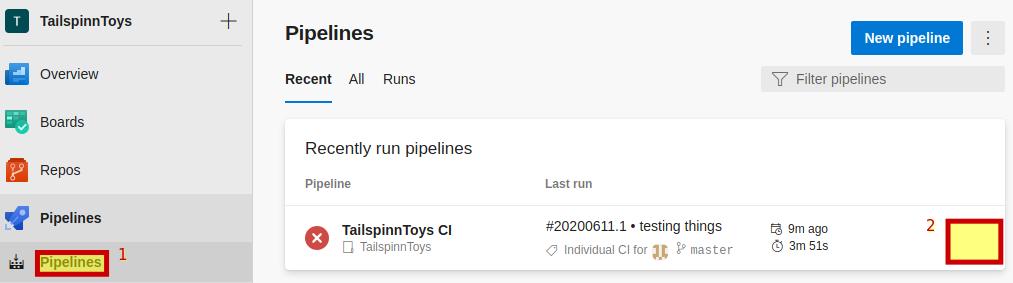 T TailspinnToys
Overview
Boards
Repos
Pipelines
Pipelines 1
Pipelines
New pipeline
Recent All Runs
Filter pipelines
Recently run pipelines
Pipeline Last run
TailspinnToys CI
TailspinnToys
#20200611.1 • testing things
Individual CI for master
9m ago
3m 51s
2